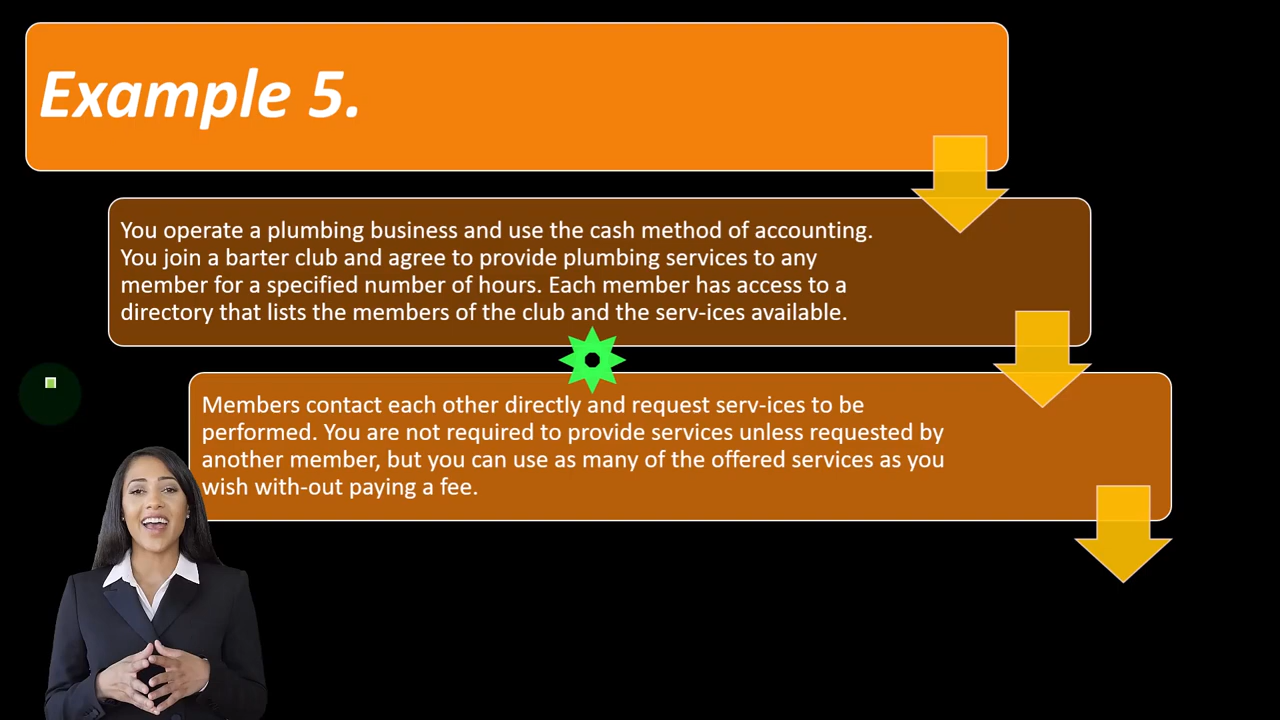 Example 5.
You operate a plumbing business and use the cash method of accounting.
You join a barter club and agree to provide plumbing services to any
member for a specified number of hours. Each member has access to a
directory that lists the members of the club and the serv-ices available.
Members contact each other directly and request serv-ices to be
performed. You are not required to provide services unless requested by
another member, but you can use as many of the offered services as you
wish with-out paying a fee.